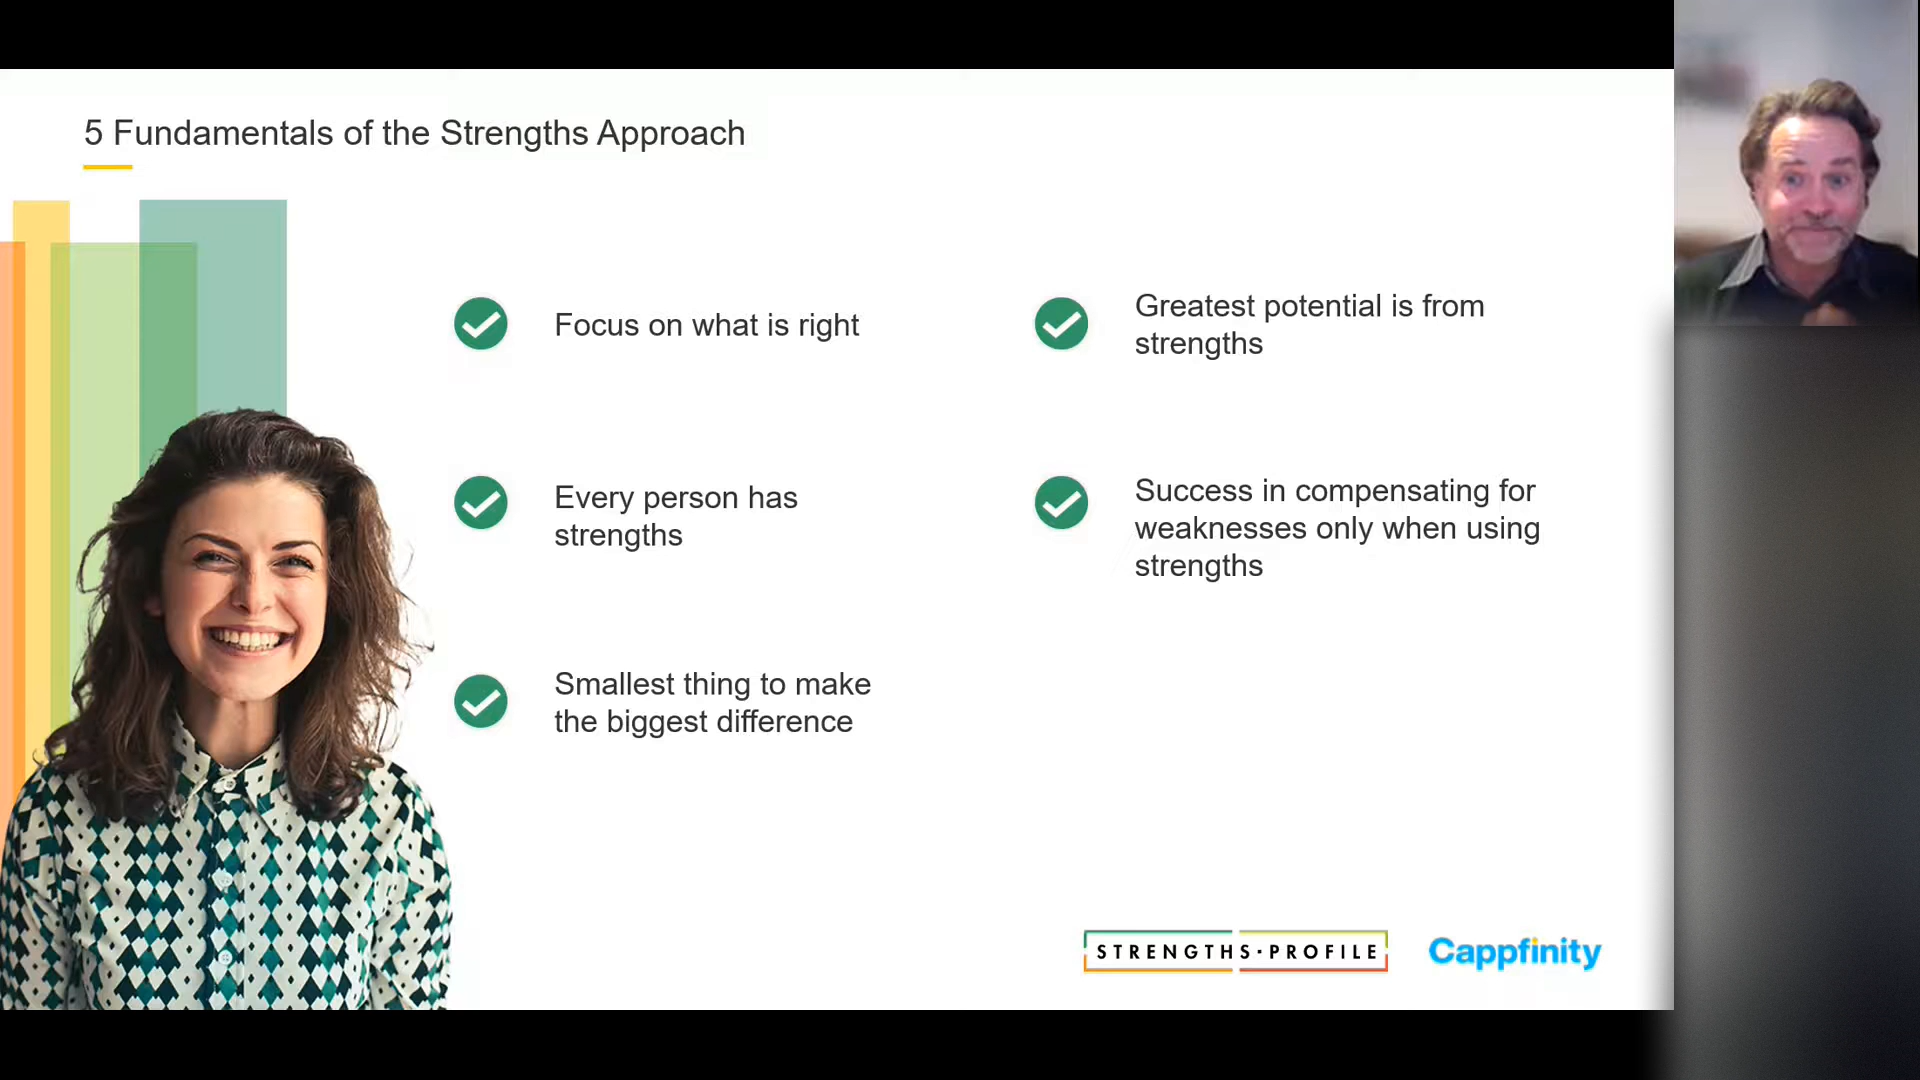 5 Fundamentals of the Strengths Approach
Focus on what is right
Every person has
strengths
Smallest thing to make
the biggest difference
Greatest potential is from
strengths
Success in compensating for
weaknesses only when using
strengths
STRENGTHS·PROFILE
Cappfinity